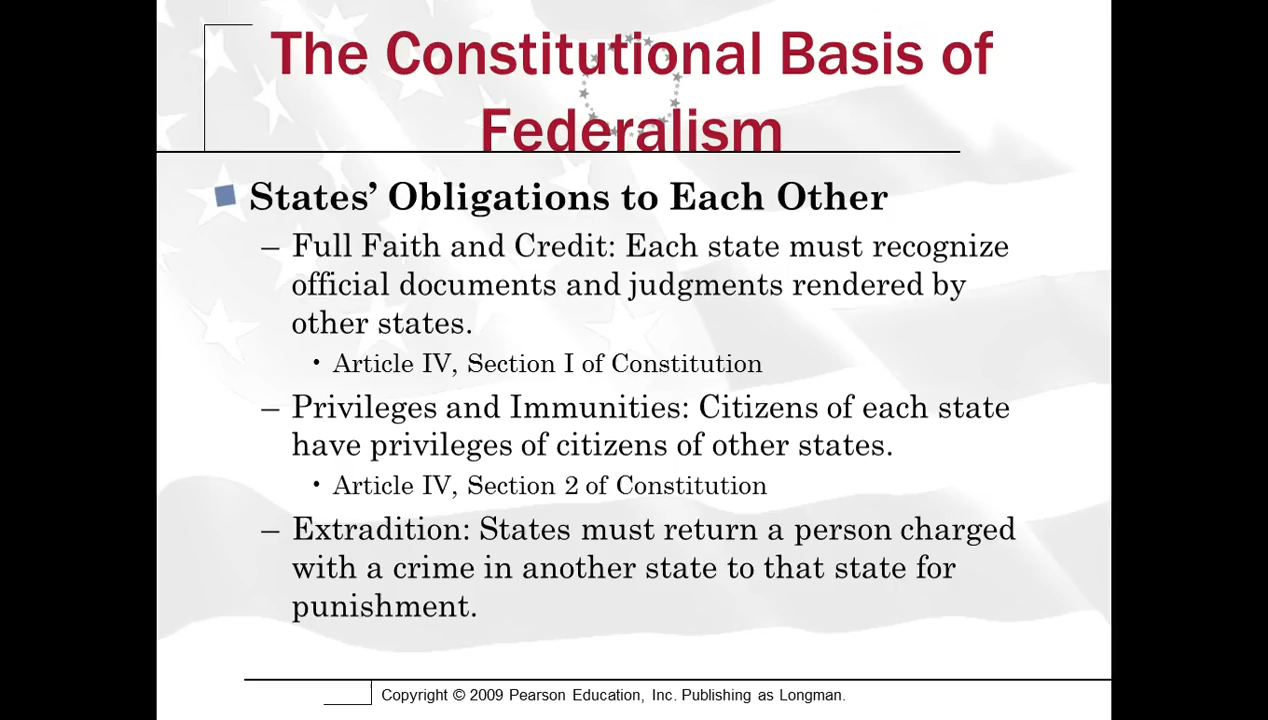 The Constitutional Basis of
Federalism
States’ Obligations to Each Other
– Full Faith and Credit: Each state must recognize
official documents and judgments rendered by
other states.
• Article IV, Section I of Constitution
– Privileges and Immunities: Citizens of each state
have privileges of citizens of other states.
• Article IV, Section 2 of Constitution
– Extradition: States must return a person charged
with a crime in another state to that state for
punishment.
Copyright © 2009 Pearson Education, Inc. Publishing as Longman.